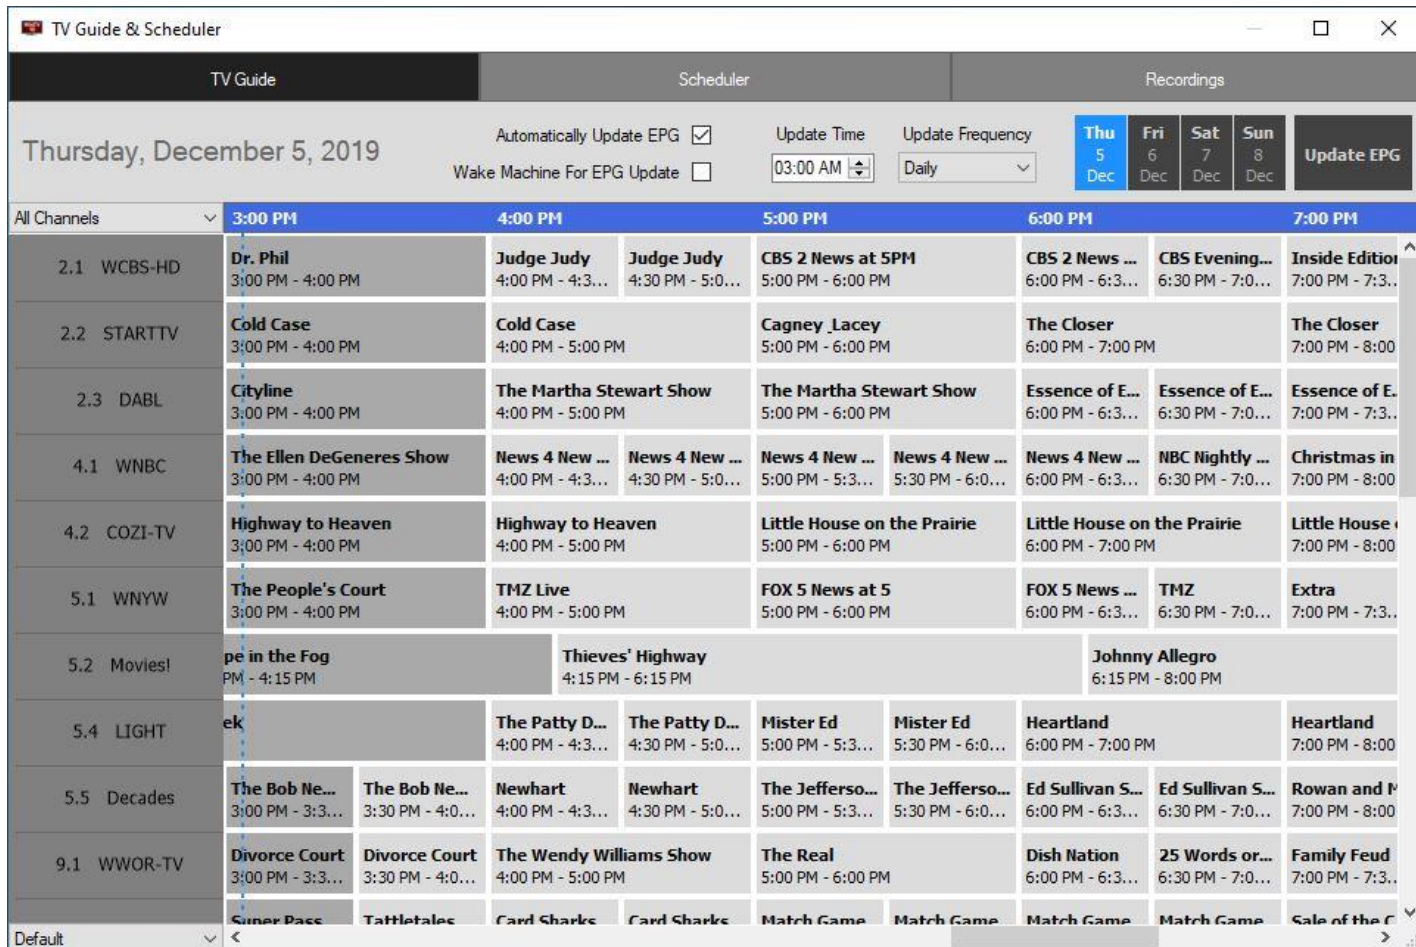 TV Guide & Scheduler
TV Guide Scheduler Recordings
Thursday, December 5, 2019
Automatically Update EPG
Wake Machine For EPG Update
Update Time
03:00 AM
Update Frequency
Daily
Thu 5 Dec
Fri 6 Dec
Sat 7 Dec
Sun 8 Dec
Update EPG
All Channels 3:00 PM 4:00 PM 5:00 PM 6:00 PM 7:00 PM
2.1 WCBS-HD
Dr. Phil Judge Judy Judge Judy CBS 2 News at 5PM CBS 2 News ... CBS Evening... Inside Edition
3:00 PM - 4:00 PM 4:00 PM - 4:3... 4:30 PM - 5:0... 5:00 PM - 6:00 PM 6:00 PM - 6:3... 6:30 PM - 7:0... 7:00 PM - 7:3..
2.2 STARTTV
Cold Case Cold Case Cagney _Lacey The Closer The Closer
3:00 PM - 4:00 PM 4:00 PM - 5:00 PM 5:00 PM - 6:00 PM 6:00 PM - 7:00 PM 7:00 PM - 8:00
2.3 DABL
Cityline The Martha Stewart Show The Martha Stewart Show Essence of E... Essence of E... Essence of E..
3:00 PM - 4:00 PM 4:00 PM - 5:00 PM 5:00 PM - 6:00 PM 6:00 PM - 6:3... 6:30 PM - 7:0... 7:00 PM - 7:3..
4.1 WNBC
The Ellen DeGeneres Show News 4 New ... News 4 New ... News 4 New ... News 4 New ... News 4 New ... NBC Nightly ... Christmas in
3:00 PM - 4:00 PM 4:00 PM - 4:3... 4:30 PM - 5:0... 5:00 PM - 5:3... 5:30 PM - 6:0... 6:00 PM - 6:3... 6:30 PM - 7:0... 7:00 PM - 8:00
4.2 COZI-TV
Highway to Heaven Highway to Heaven Little House on the Prairie Little House on the Prairie Little House
3:00 PM - 4:00 PM 4:00 PM - 5:00 PM 5:00 PM - 6:00 PM 6:00 PM - 7:00 PM 7:00 PM - 8:00
5.1 WNYW
The People's Court TMZ Live FOX 5 News at 5 FOX 5 News ... TMZ Extra
3:00 PM - 4:00 PM 4:00 PM - 5:00 PM 5:00 PM - 6:00 PM 6:00 PM - 6:3... 6:30 PM - 7:0... 7:00 PM - 7:3..
5.2 Movies!
pe in the Fog Thieves' Highway Johnny Allegro
PM - 4:15 PM 4:15 PM - 6:15 PM 6:15 PM - 8:00 PM
5.4 LIGHT
ek The Patty D... The Patty D... Mister Ed Mister Ed Heartland Heartland
4:00 PM - 4:3... 4:30 PM - 5:0... 5:00 PM - 5:3... 5:30 PM - 6:0... 6:00 PM - 7:00 PM 7:00 PM - 8:00
5.5 Decades
The Bob Ne... The Bob Ne... Newhart Newhart The Jefferso... The Jefferso... Ed Sullivan S... Ed Sullivan S... Rowan and M
3:00 PM - 3:3... 3:30 PM - 4:0... 4:00 PM - 4:3... 4:30 PM - 5:0... 5:00 PM - 5:3... 5:30 PM - 6:0... 6:00 PM - 6:3... 6:30 PM - 7:0... 7:00 PM - 8:00
9.1 WWOR-TV
Divorce Court Divorce Court The Wendy Williams Show The Real Dish Nation 25 Words or... Family Feud
3:00 PM - 3:3... 3:30 PM - 4:0... 4:00 PM - 5:00 PM 5:00 PM - 6:00 PM 6:00 PM - 6:3... 6:30 PM - 7:0... 7:00 PM - 7:3..
Super Pass Tattletales Card Sharks Card Sharks Match Game Match Game Match Game Match Game Sale of the C
Default